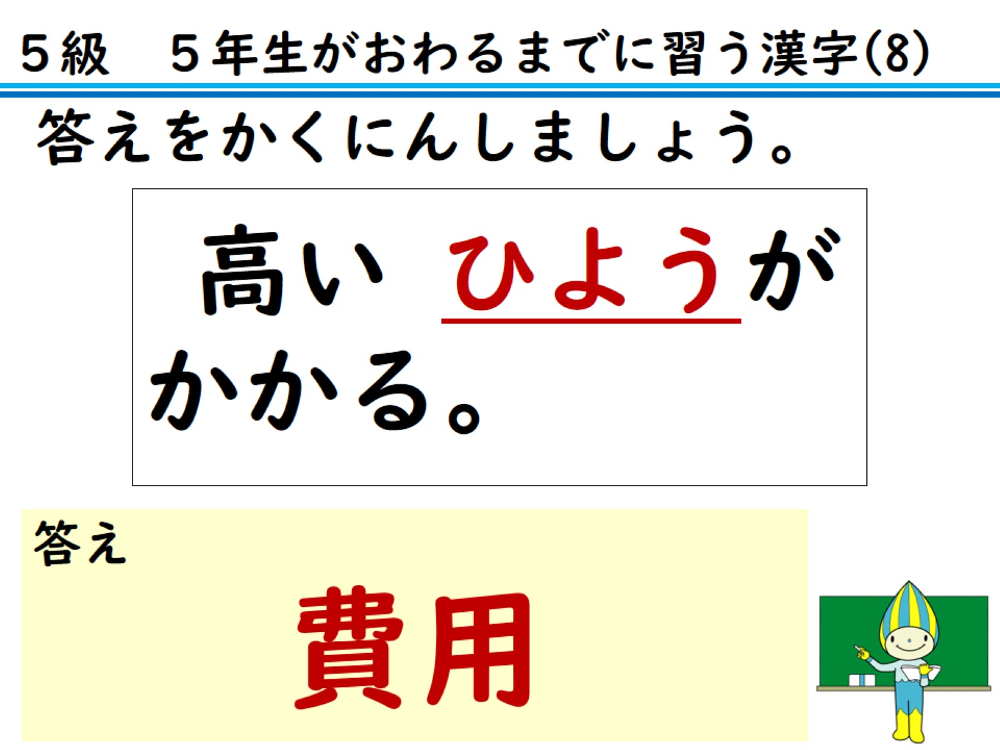 ５級　５年生がおわるまでに習う漢字(8)
答えをかくにんしましょう。
高い ひようが
かかる。
答え
費用